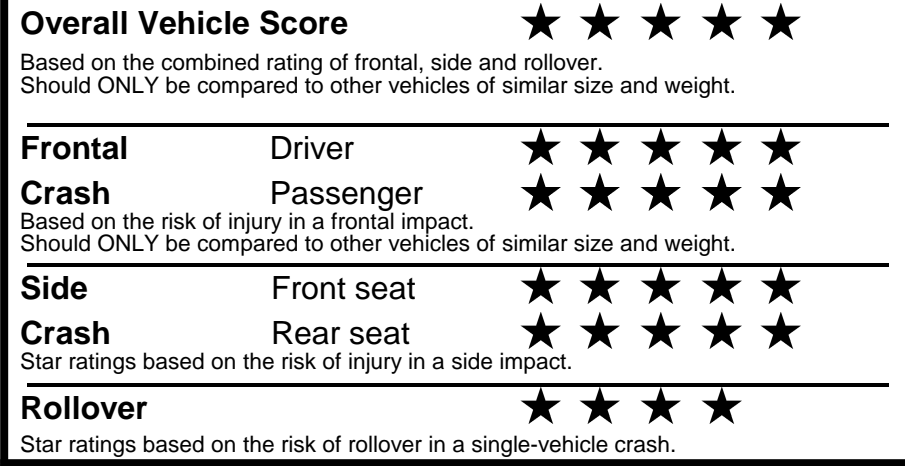 Overall Vehicle Score ★ ★ ★ ★ ★
Based on the combined rating of frontal, side and rollover.
Should ONLY be compared to other vehicles of similar size and weight.
Frontal Driver ★ ★ ★ ★ ★
Crash Passenger ★ ★ ★ ★ ★
Based on the risk of injury in a frontal impact.
Should ONLY be compared to other vehicles of similar size and weight.
Side Front seat ★ ★ ★ ★ ★
Crash Rear seat ★ ★ ★ ★ ★
Star ratings based on the risk of injury in a side impact.
Rollover ★ ★ ★ ★
Star ratings based on the risk of rollover in a single-vehicle crash.